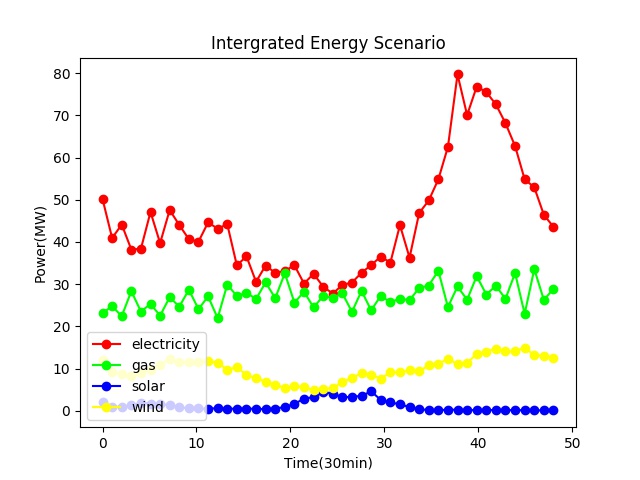 Intergrated Energy Scenario
Power(MW)
80
70
60
50
40
30
20
10
0
electricity
gas
solar
wind
0 10 20 30 40 50
Time(30min)